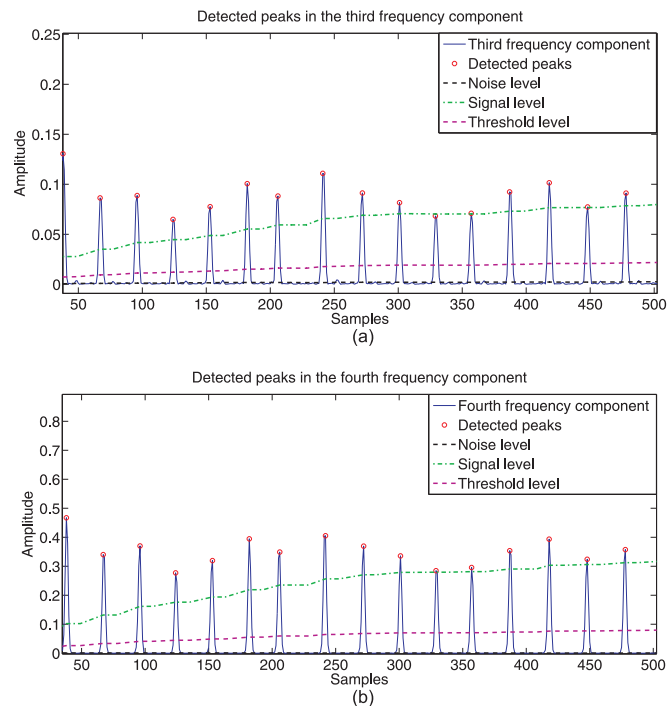 Detected peaks in the third frequency component
0.25
0.2
0.15
0.1
0.05
0
Amplitude
Third frequency component
Detected peaks
Noise level
Signal level
Threshold level
50 100 150 200 250 300 350 400 450 500
Samples
(a)
Detected peaks in the fourth frequency component
0.8
0.7
0.6
0.5
0.4
0.3
0.2
0.1
0
Amplitude
Fourth frequency component
Detected peaks
Noise level
Signal level
Threshold level
50 100 150 200 250 300 350 400 450 500
Samples
(b)